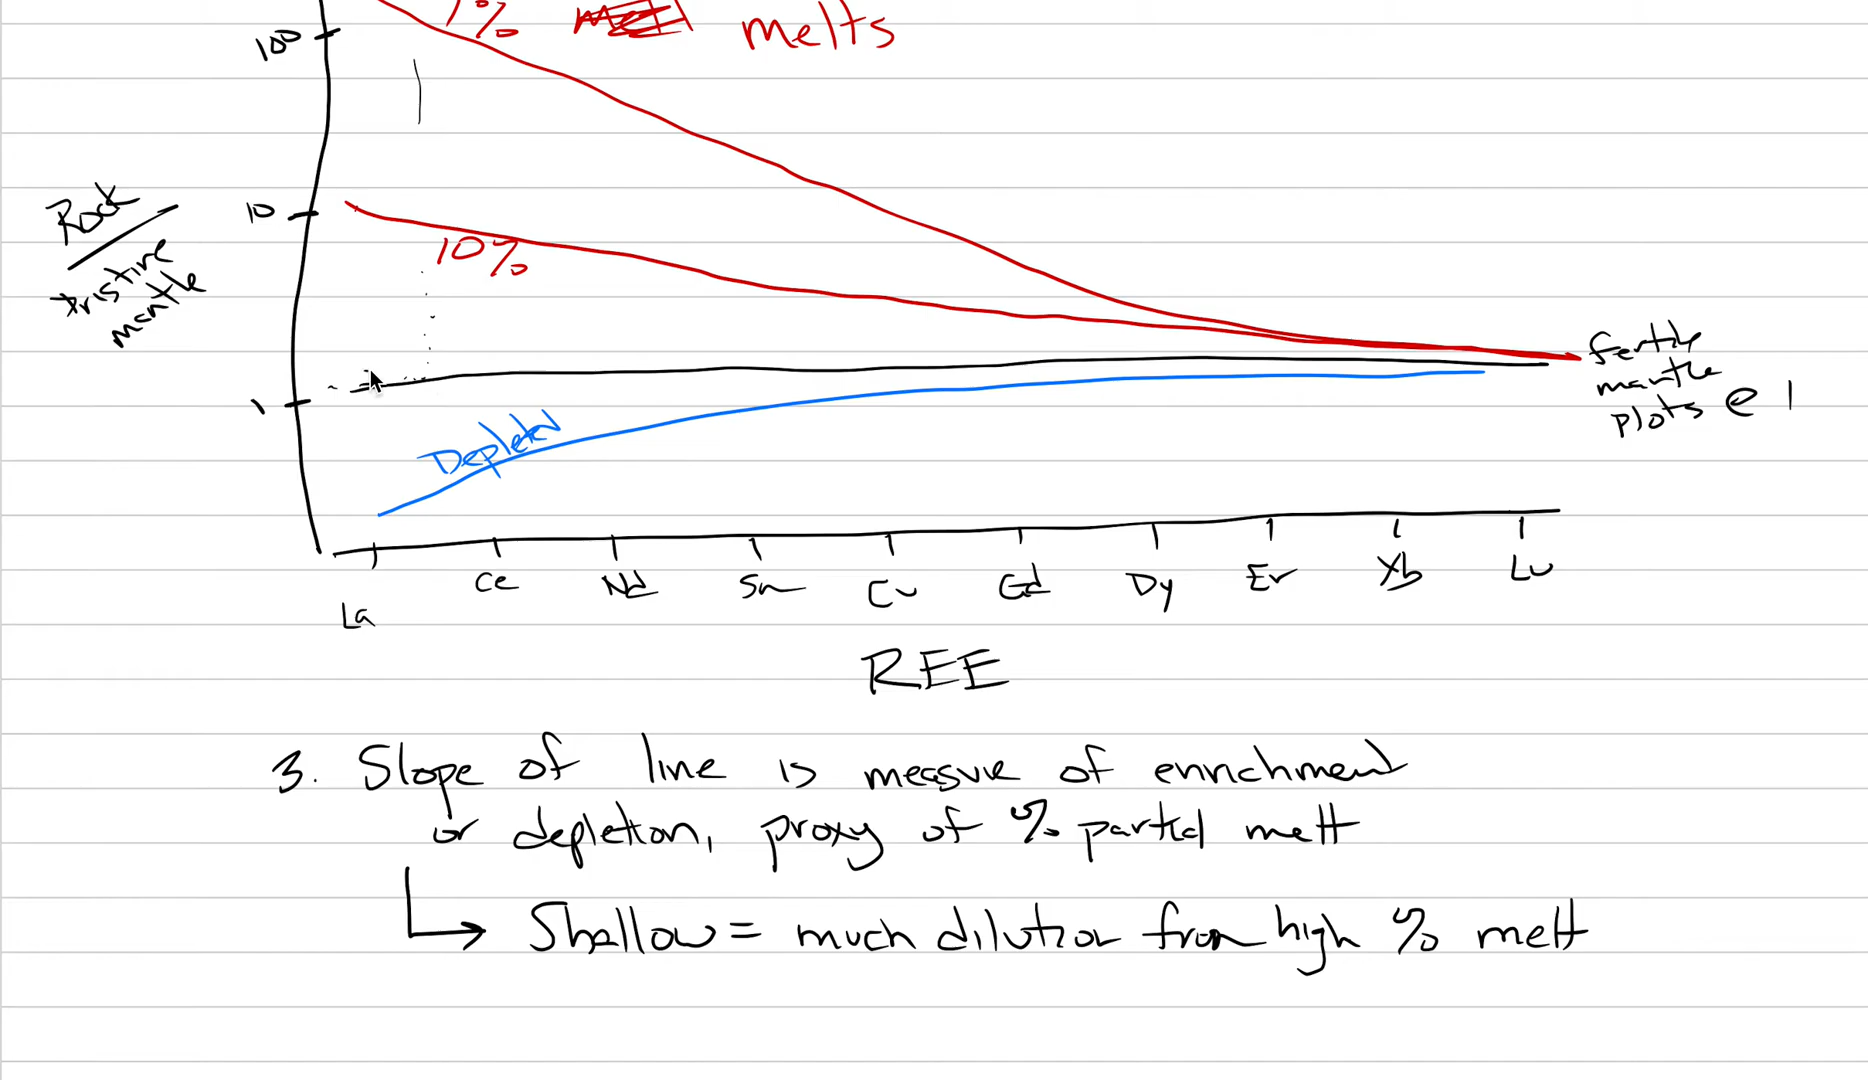 1% melts
100
10
Rock
pristine
mantle
10%
fertile
mantle
plots @ 1
1
Depleted
La Ce Nd Sm Eu Gd Dy Er Yb Lu
REE
3. Slope of line is measure of enrichment
or depletion, proxy of % partial melt
↳ Shallow = much dilution from high % melt